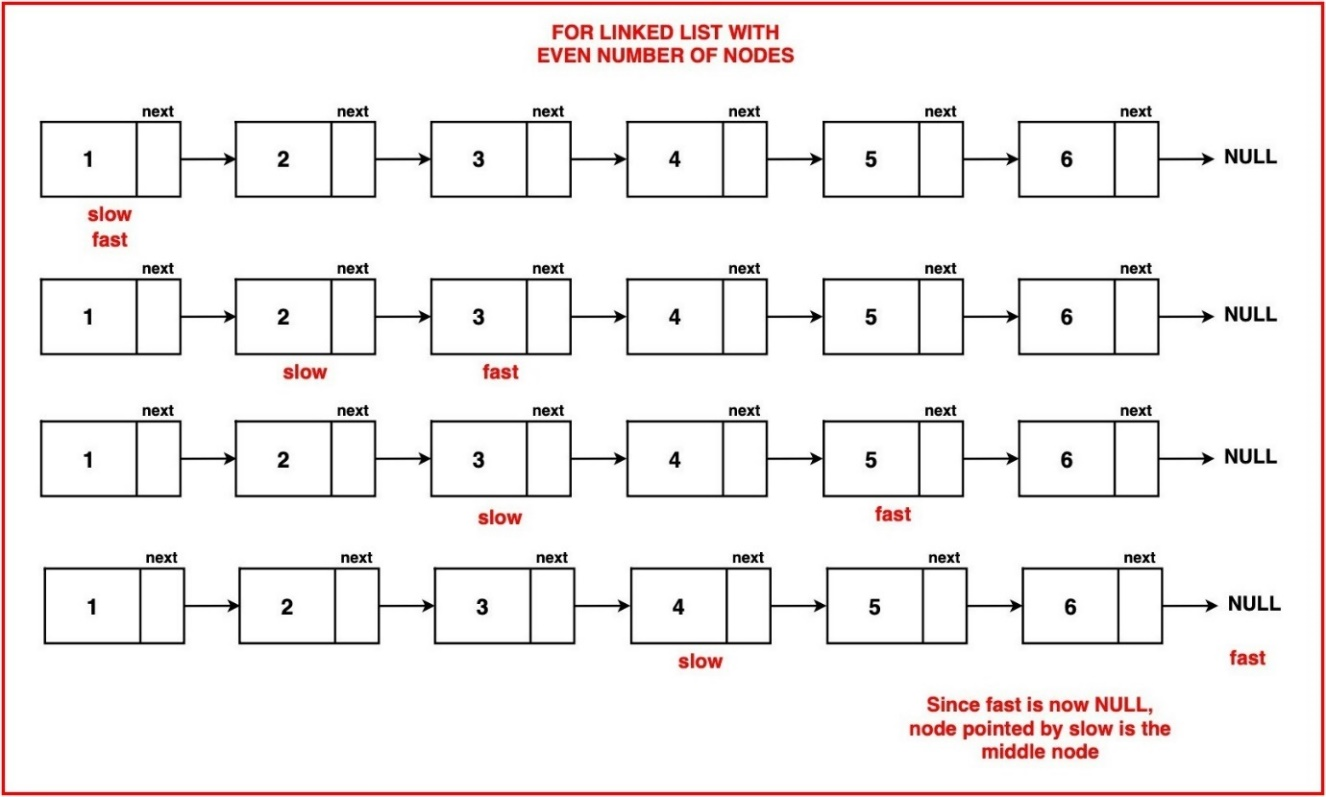 FOR LINKED LIST WITH
EVEN NUMBER OF NODES
next next next next next next
1 2 3 4 5 6 NULL
slow
fast
next next next next next next
1 2 3 4 5 6 NULL
slow fast
next next next next next next
1 2 3 4 5 6 NULL
slow fast
next next next next next next
1 2 3 4 5 6 NULL
slow fast
Since fast is now NULL,
node pointed by slow is the
middle node